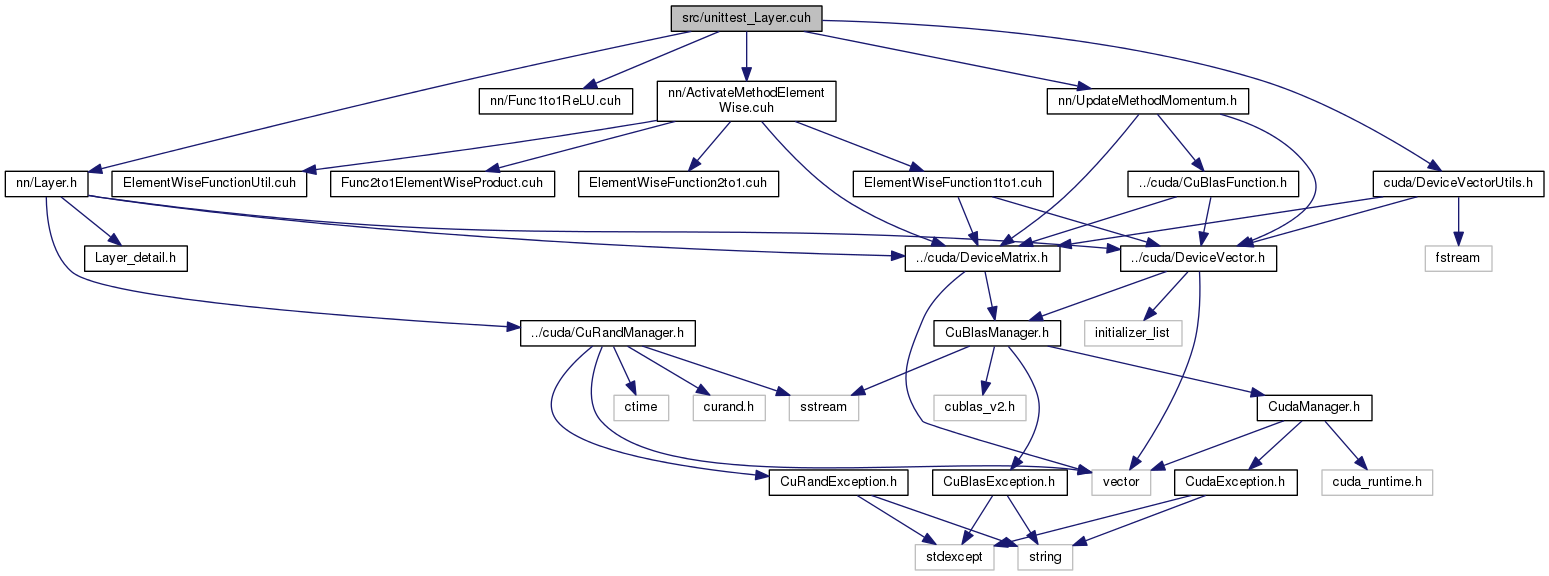 src/unittest_Layer.cuh
nn/Func1to1ReLU.cuh
nn/ActivateMethodElement
Wise.cuh
nn/UpdateMethodMomentum.h
nn/Layer.h
ElementWiseFunctionUtil.cuh
Func2to1ElementWiseProduct.cuh
ElementWiseFunction2to1.cuh
ElementWiseFunction1to1.cuh
../cuda/CuBlasFunction.h
cuda/DeviceVectorUtils.h
Layer_detail.h
../cuda/DeviceMatrix.h
../cuda/DeviceVector.h
fstream
../cuda/CuRandManager.h
CuBlasManager.h
initializer_list
ctime
curand.h
sstream
cublas_v2.h
CudaManager.h
CuRandException.h
CuBlasException.h
vector
CudaException.h
cuda_runtime.h
stdexcept
string